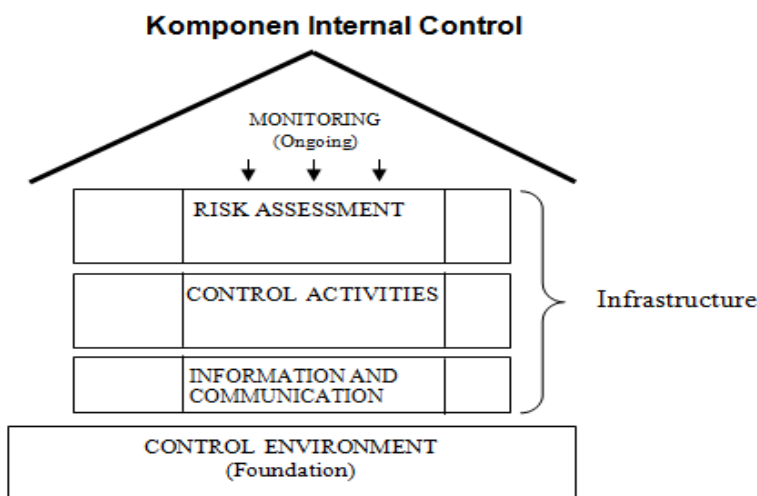 Komponen Internal Control
MONITORING
(Ongoing)
RISK ASSESSMENT
CONTROL ACTIVITIES
Infrastructure
INFORMATION AND
COMMUNICATION
CONTROL ENVIRONMENT
(Foundation)